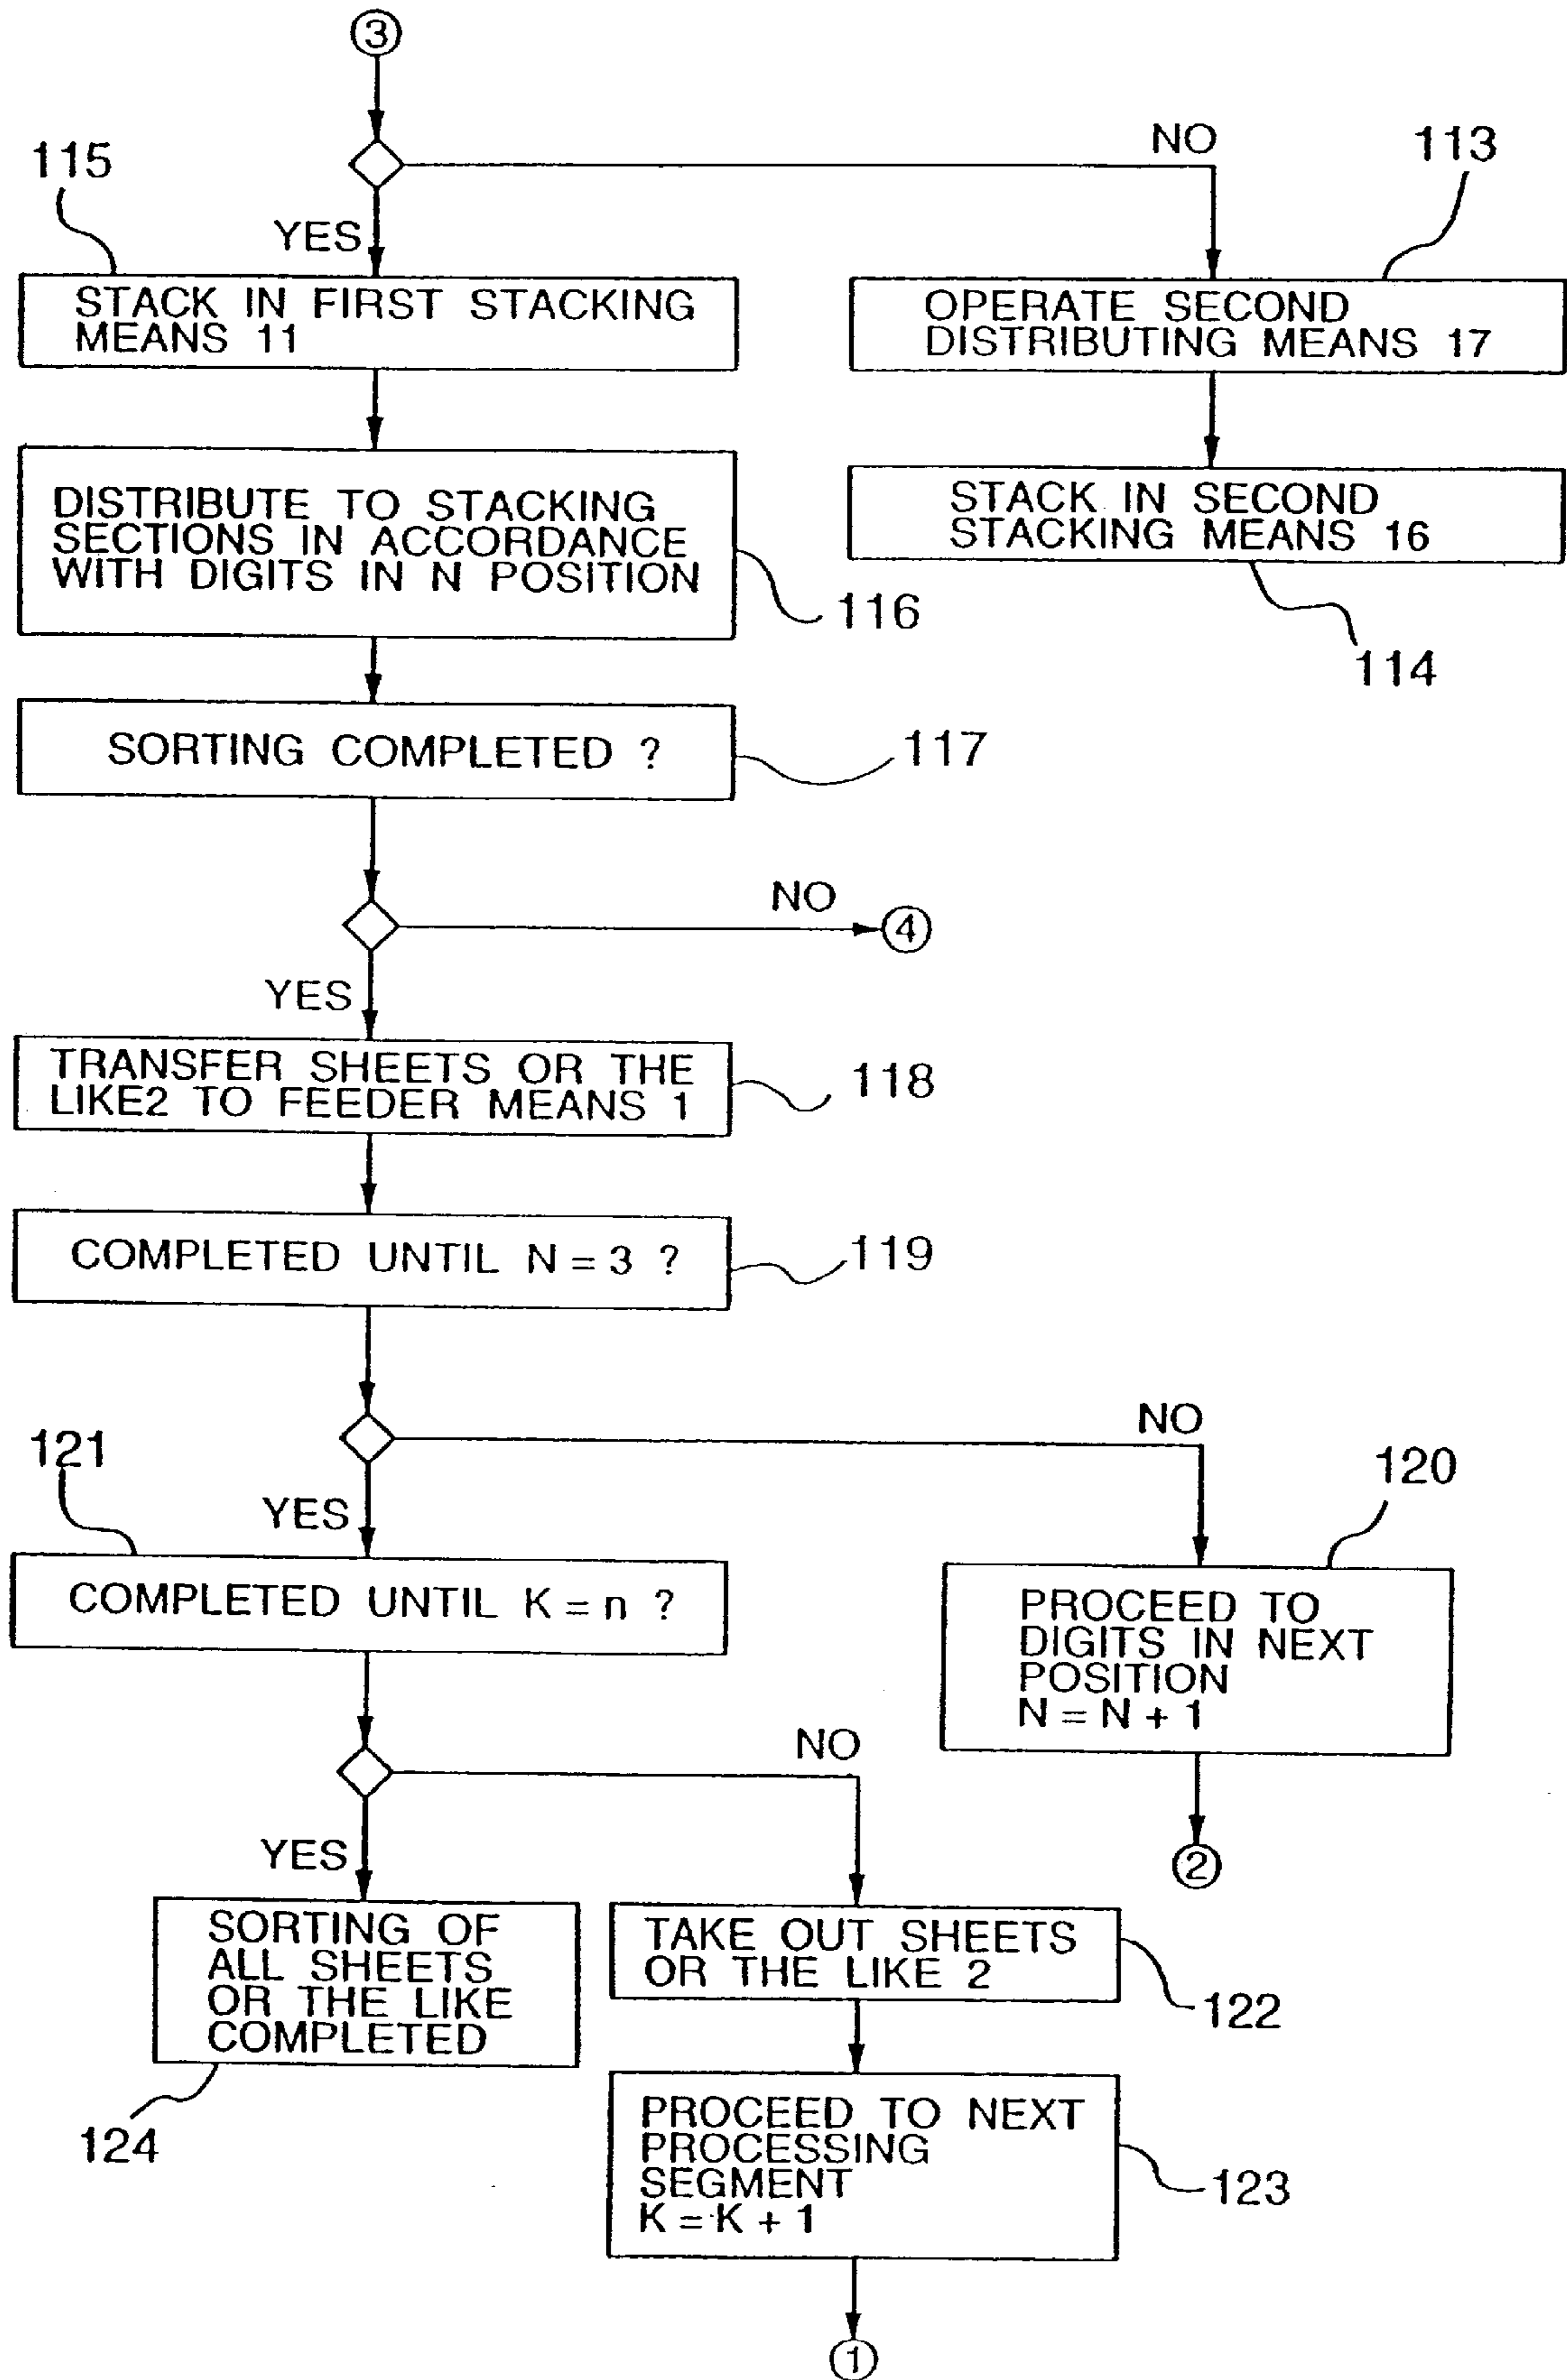 3
NO
113
115
YES
STACK IN FIRST STACKING
MEANS 11
OPERATE SECOND
DISTRIBUTING MEANS 17
DISTRIBUTE TO STACKING
SECTIONS IN ACCORDANCE
WITH DIGITS IN N POSITION
116
STACK IN SECOND
STACKING MEANS 16
114
SORTING COMPLETED ?
117
NO
4
YES
TRANSFER SHEETS OR THE
LIKE2 TO FEEDER MEANS 1
118
COMPLETED UNTIL N = 3 ?
119
NO
120
121
YES
COMPLETED UNTIL K = n ?
PROCEED TO
DIGITS IN NEXT
POSITION
N = N + 1
2
NO
YES
SORTING OF
ALL SHEETS
OR THE LIKE
COMPLETED
124
TAKE OUT SHEETS
OR THE LIKE 2
122
PROCEED TO NEXT
PROCESSING
SEGMENT
K = K + 1
123
1